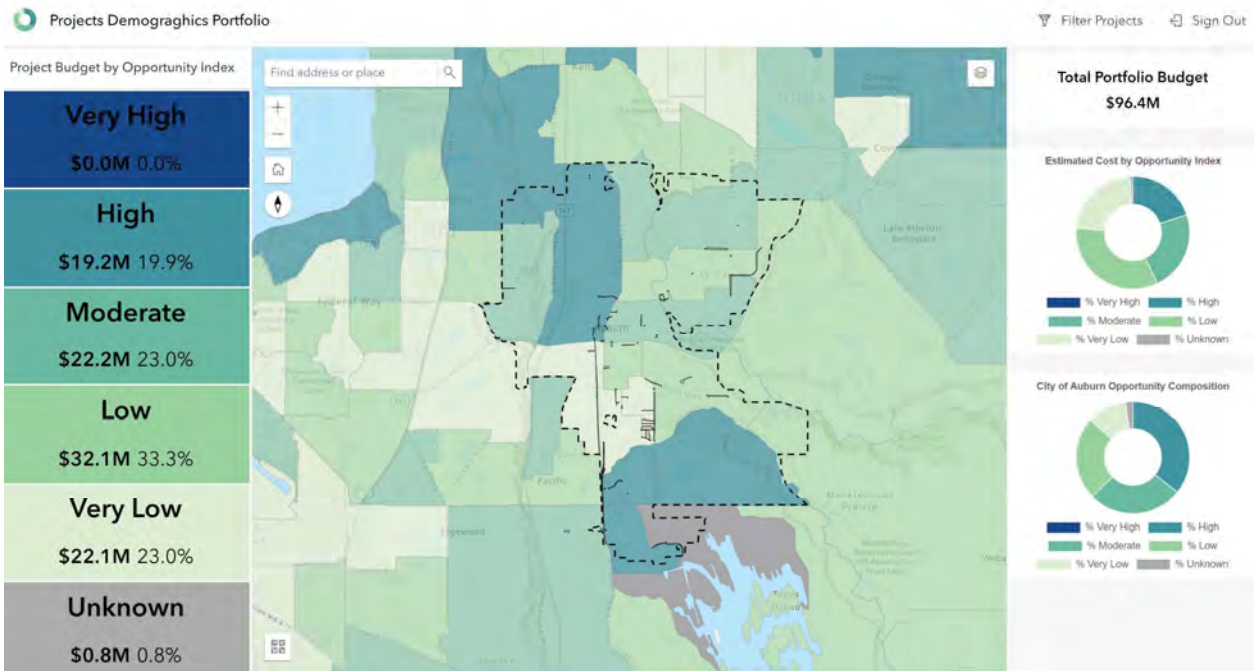 Projects Demograghics Portfolio
Filter Projects
Sign Out
Project Budget by Opportunity Index
Very High
$0.0M 0.0%
High
$19.2M 19.9%
Moderate
$22.2M 23.0%
Low
$32.1M 33.3%
Very Low
$22.1M 23.0%
Unknown
$0.8M 0.8%
Find address or place
Federal Way
Pacific
Edgewood
Lake Morton
Muckleshoot
Prairie
167
Total Portfolio Budget
$96.4M
Estimated Cost by Opportunity Index
% Very High
% High
% Moderate
% Low
% Very Low
% Unknown
City of Auburn Opportunity Composition
% Very High
% High
% Moderate
% Low
% Very Low
% Unknown